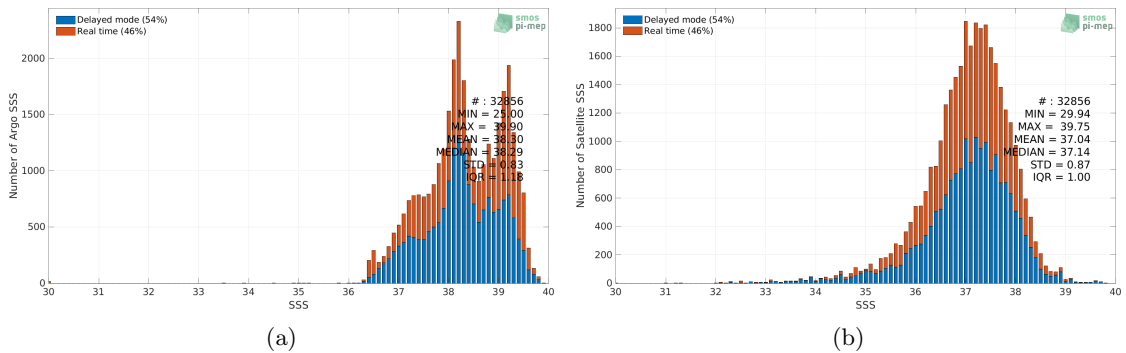 Delayed mode (54%)
Real time (46%)
smos
pi-mep
2000
1500
1000
500
0
Number of Argo SSS
# : 32856
MIN = 25.00
MAX = 39.90
MEAN = 38.30
MEDIAN = 38.29
STD = 0.83
IQR = 1.18
30 31 32 33 34 35 36 37 38 39 40
SSS
(a)
Delayed mode (54%)
Real time (46%)
smos
pi-mep
1800
1600
1400
1200
1000
800
600
400
200
0
Number of Satellite SSS
# : 32856
MIN = 29.94
MAX = 39.75
MEAN = 37.04
MEDIAN = 37.14
STD = 0.87
IQR = 1.00
30 31 32 33 34 35 36 37 38 39 40
SSS
(b)